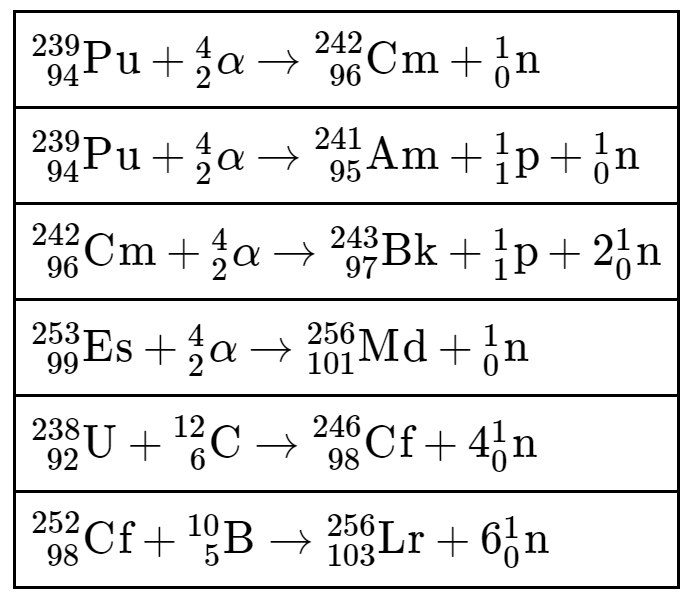 ²³⁹₉₄Pu + ⁴₂α → ²⁴²₉₆Cm + ¹₀n
²³⁹₉₄Pu + ⁴₂α → ²⁴¹₉₅Am + ¹₁p + ¹₀n
²⁴²₉₆Cm + ⁴₂α → ²⁴³₉₇Bk + ¹₁p + 2¹₀n
²⁵³₉₉Es + ⁴₂α → ²⁵⁶₁₀₁Md + ¹₀n
²³⁸₉₂U + ¹²₆C → ²⁴⁶₉₈Cf + 4¹₀n
²⁵²₉₈Cf + ¹⁰₅B → ²⁵⁶₁₀₃Lr + 6¹₀n